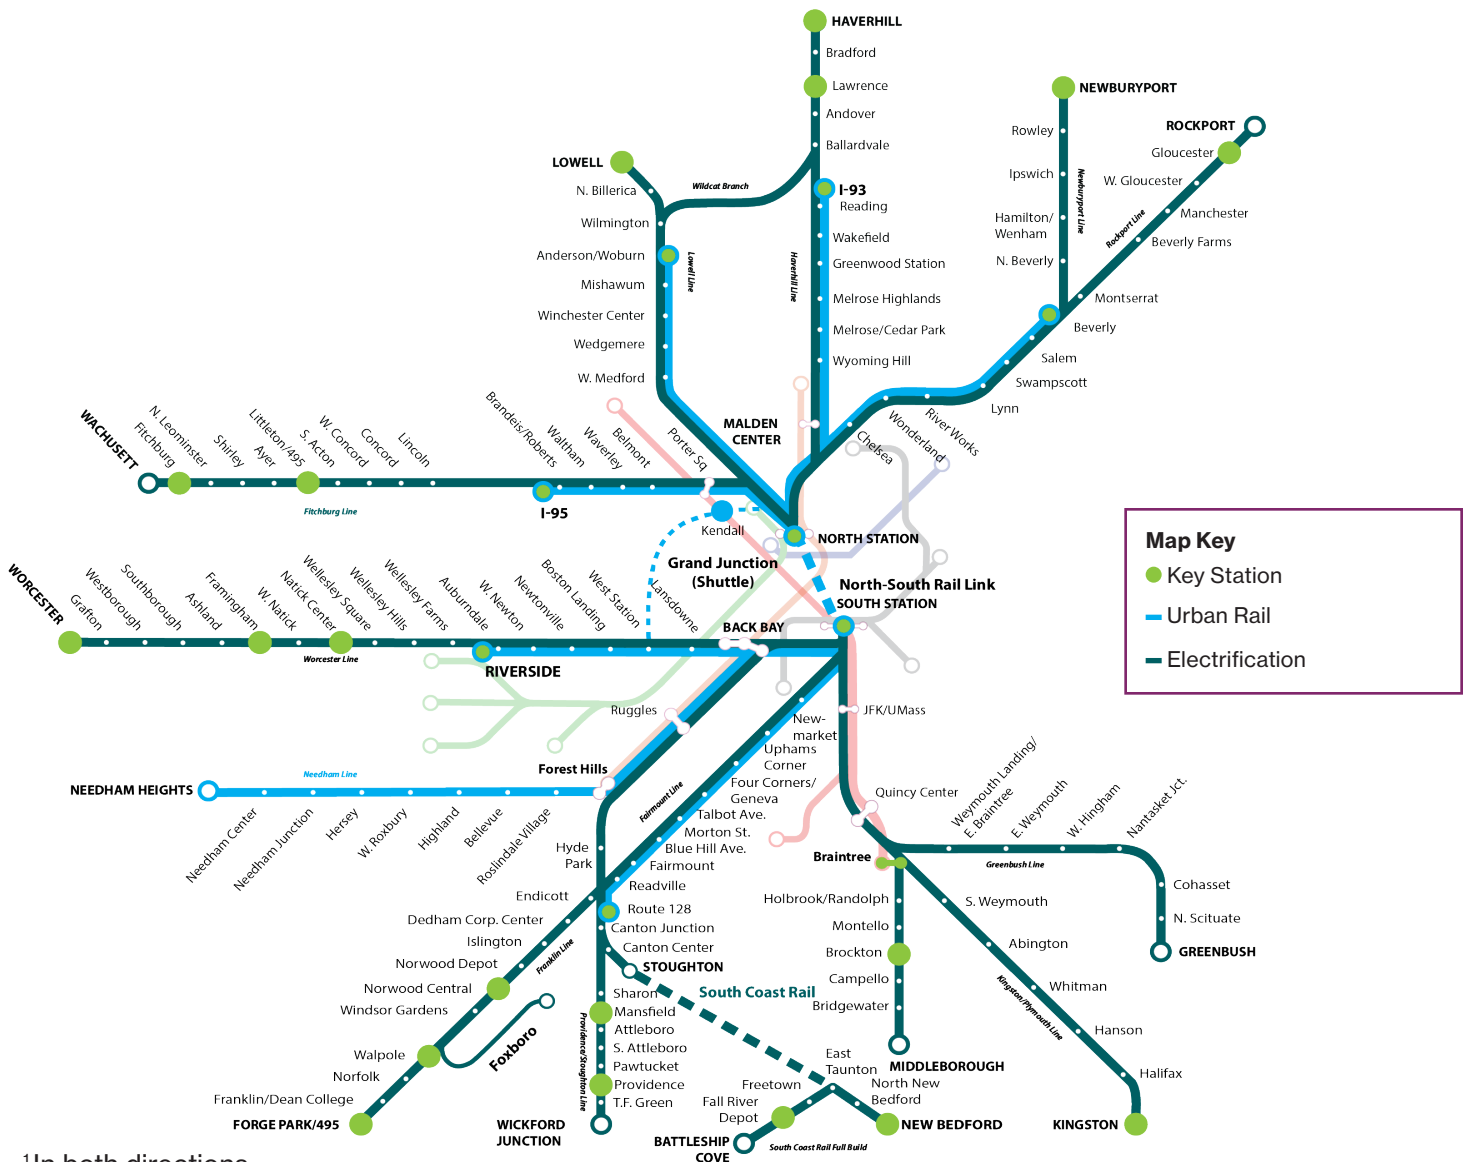 HAVERHILL
Bradford
Lawrence
Andover
Ballardvale
NEWBURYPORT
ROCKPORT
Rowley
Gloucester
Ipswich
W. Gloucester
Newburyport Line
Hamilton/
Wenham
Manchester
Rockport Line
Beverly Farms
N. Beverly
Montserrat
Beverly
Salem
Swampscott
Lynn
River Works
Wonderland
Chelsea
LOWELL
N. Billerica
Wildcat Branch
Wilmington
Anderson/Woburn
Lowell Line
Mishawum
Winchester Center
Wedgemere
W. Medford
I-93
Reading
Wakefield
Greenwood Station
Haverhill Line
Melrose Highlands
Melrose/Cedar Park
Wyoming Hill
MALDEN
CENTER
WACHUSETT
Fitchburg
N. Leominster
Shirley
Ayer
Littleton/495
S. Acton
W. Concord
Concord
Lincoln
Brandeis/Roberts
Waltham
Waverley
Belmont
Porter Sq
Fitchburg Line
I-95
Kendall
NORTH STATION
Grand Junction
(Shuttle)
North-South Rail Link
SOUTH STATION
Map Key
Key Station
Urban Rail
Electrification
WORCESTER
Grafton
Westborough
Southborough
Ashland
Framingham
W. Natick
Natick Center
Wellesley Square
Wellesley Hills
Wellesley Farms
Auburndale
W. Newton
Newtonville
Boston Landing
West Station
Lansdowne
BACK BAY
Worcester Line
RIVERSIDE
Ruggles
Forest Hills
NEEDHAM HEIGHTS
Needham Line
Needham Center
Needham Junction
Hersey
W. Roxbury
Highland
Bellevue
Roslindale Village
New-
market
Uphams
Corner
Four Corners/
Geneva
Talbot Ave.
Morton St.
Blue Hill Ave.
Fairmount
Readville
Fairmount Line
JFK/UMass
Quincy Center
Braintree
Weymouth Landing/
E. Braintree
E. Weymouth
W. Hingham
Nantasket Jct.
Greenbush Line
Cohasset
N. Scituate
GREENBUSH
Hyde
Park
Endicott
Dedham Corp. Center
Islington
Norwood Depot
Franklin Line
Norwood Central
Windsor Gardens
Walpole
Norfolk
Franklin/Dean College
FORGE PARK/495
Foxboro
Route 128
Canton Junction
Canton Center
STOUGHTON
Sharon
Mansfield
Attleboro
S. Attleboro
Pawtucket
Providence
T.F. Green
Providence/Stoughton Line
WICKFORD
JUNCTION
South Coast Rail
East
Taunton
Freetown
Fall River
Depot
North New
Bedford
NEW BEDFORD
BATTLESHIP
COVE
South Coast Rail Full Build
Holbrook/Randolph
Montello
Brockton
Campello
Bridgewater
MIDDLEBOROUGH
S. Weymouth
Abington
Whitman
Kingston/Plymouth Line
Hanson
Halifax
KINGSTON
¹In both directions